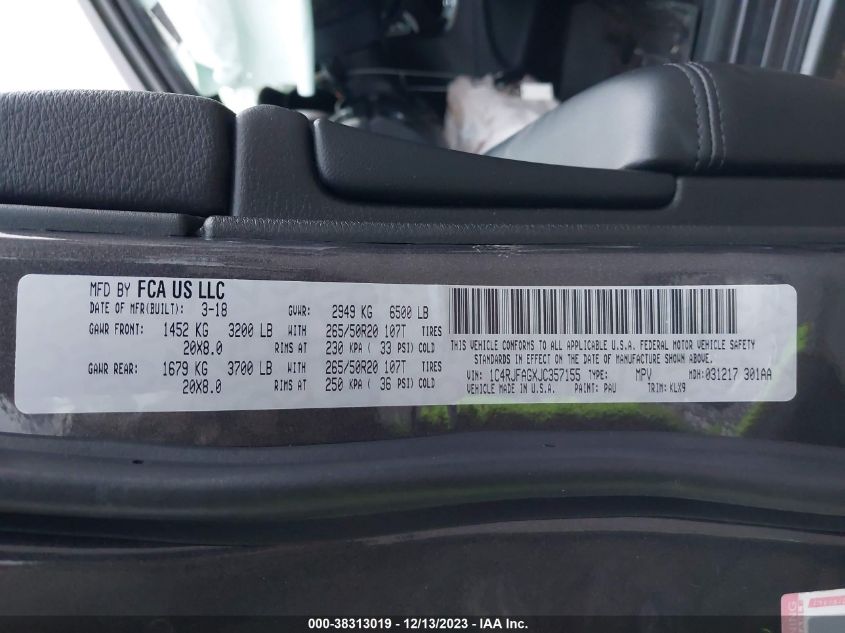 MFD BY FCA US LLC
DATE OF MFR(BUILT): 3-18 GVWR: 2949 KG 6500 LB
GAWR FRONT: 1452 KG 3200 LB WITH 265/50R20 107T TIRES
20X8.0 RIMS AT 230 KPA ( 33 PSI) COLD
GAWR REAR: 1679 KG 3700 LB WITH 265/50R20 107T TIRES
20X8.0 RIMS AT 250 KPA ( 36 PSI) COLD
THIS VEHICLE CONFORMS TO ALL APPLICABLE U.S.A. FEDERAL MOTOR VEHICLE SAFETY
STANDARDS IN EFFECT ON THE DATE OF MANUFACTURE SHOWN ABOVE.
VIN: 1C4RJFAGXJC357155 TYPE: MPV MDH: 031217 301AA
VEHICLE MADE IN U.S.A. PAINT: PAU TRIM: KLX9
000-38313019 - 12/13/2023 - IAA Inc.